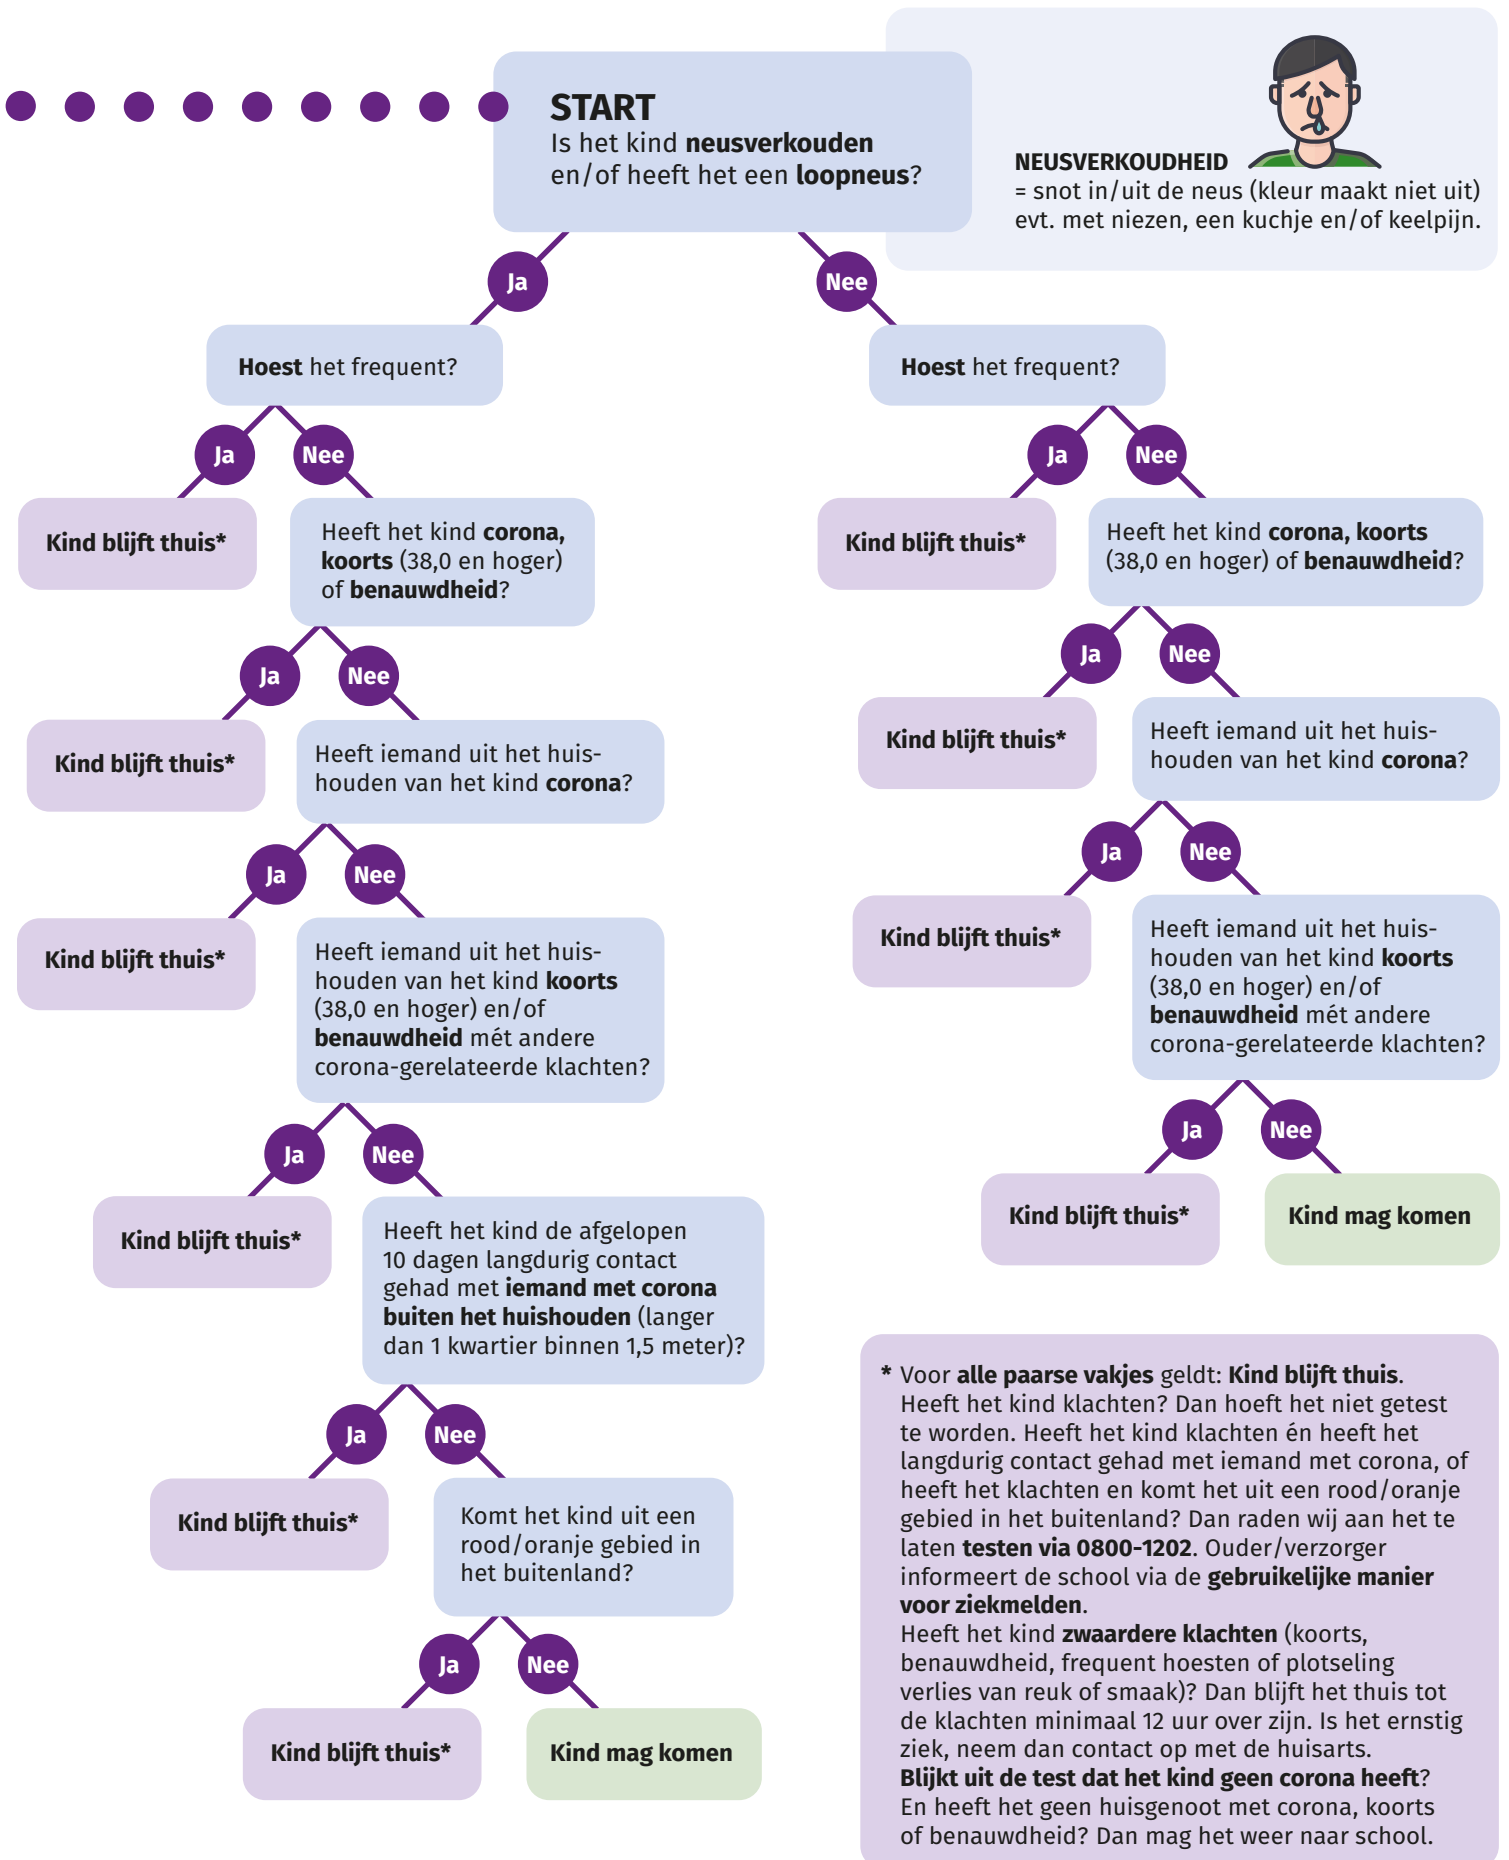 START
Is het kind neusverkouden
en/of heeft het een loopneus?
NEUSVERKOUDHEID
= snot in/uit de neus (kleur maakt niet uit)
evt. met niezen, een kuchje en/of keelpijn.
Ja
Nee
Hoest het frequent?
Ja
Nee
Kind blijft thuis*
Heeft het kind corona,
koorts (38,0 en hoger)
of benauwdheid?
Ja
Nee
Kind blijft thuis*
Heeft iemand uit het huis-
houden van het kind corona?
Ja
Nee
Kind blijft thuis*
Heeft iemand uit het huis-
houden van het kind koorts
(38,0 en hoger) en/of
benauwdheid mét andere
corona-gerelateerde klachten?
Ja
Nee
Kind blijft thuis*
Heeft het kind de afgelopen
10 dagen langdurig contact
gehad met iemand met corona
buiten het huishouden (langer
dan 1 kwartier binnen 1,5 meter)?
Ja
Nee
Kind blijft thuis*
Komt het kind uit een
rood/oranje gebied in
het buitenland?
Ja
Nee
Kind blijft thuis*
Kind mag komen
Hoest het frequent?
Ja
Nee
Kind blijft thuis*
Heeft het kind corona, koorts
(38,0 en hoger) of benauwdheid?
Ja
Nee
Kind blijft thuis*
Heeft iemand uit het huis-
houden van het kind corona?
Ja
Nee
Kind blijft thuis*
Heeft iemand uit het huis-
houden van het kind koorts
(38,0 en hoger) en/of
benauwdheid mét andere
corona-gerelateerde klachten?
Ja
Nee
Kind blijft thuis*
Kind mag komen
* Voor alle paarse vakjes geldt: Kind blijft thuis.
Heeft het kind klachten? Dan hoeft het niet getest
te worden. Heeft het kind klachten én heeft het
langdurig contact gehad met iemand met corona, of
heeft het klachten en komt het uit een rood/oranje
gebied in het buitenland? Dan raden wij aan het te
laten testen via 0800-1202. Ouder/verzorger
informeert de school via de gebruikelijke manier
voor ziekmelden.
Heeft het kind zwaardere klachten (koorts,
benauwdheid, frequent hoesten of plotseling
verlies van reuk of smaak)? Dan blijft het thuis tot
de klachten minimaal 12 uur over zijn. Is het ernstig
ziek, neem dan contact op met de huisarts.
Blijkt uit de test dat het kind geen corona heeft?
En heeft het geen huisgenoot met corona, koorts
of benauwdheid? Dan mag het weer naar school.